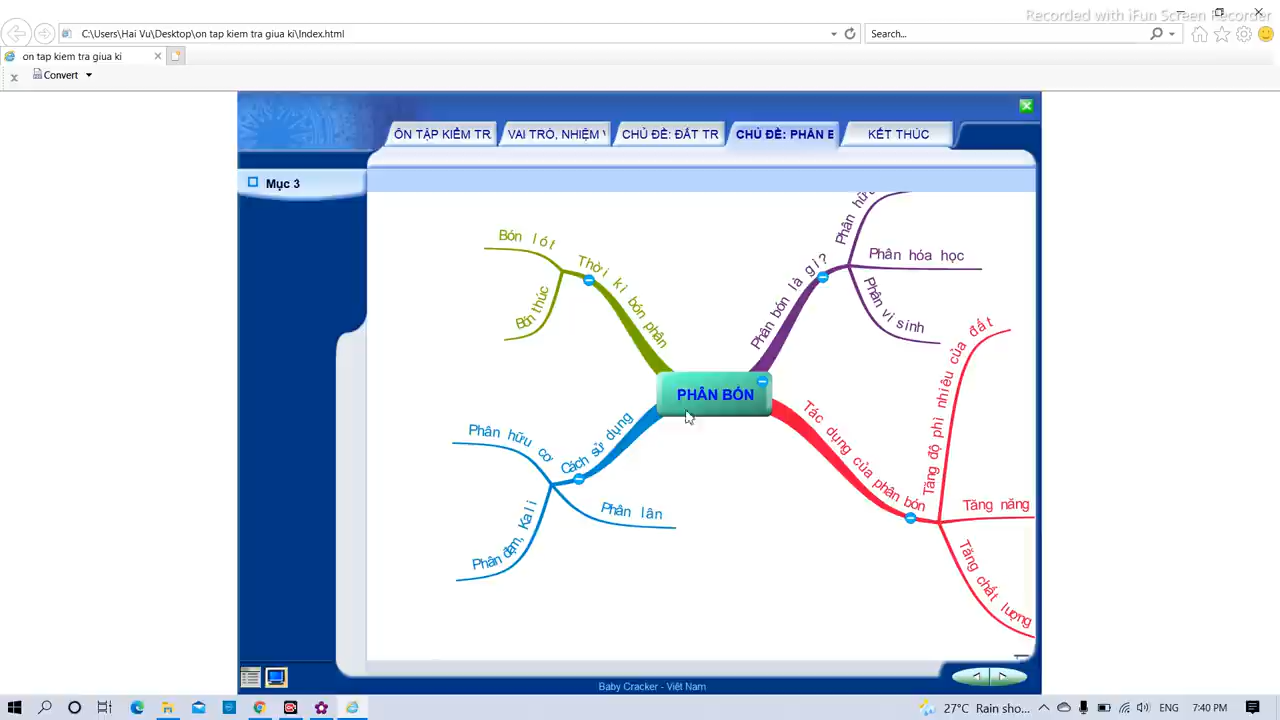 Recorded with iFun Screen Recorder
C:\Users\Hai Vu\Desktop\on tap kiem tra giua ki\Index.html
Search...
on tap kiem tra giua ki
x Convert
ÔN TẬP KIỂM TR
VAI TRÒ, NHIỆM V
CHỦ ĐỀ: ĐẤT TR
CHỦ ĐỀ: PHÂN B
KẾT THÚC
Mục 3
Bón lót
Thời kì bón phân
Bón thúc
Phân bón là gì?
Phân hữu
Phân hóa học
Phân vi sinh
PHÂN BÓN
Tác dụng của phân bón
Tăng độ phì nhiêu của đất
Tăng năng
Tăng chất lượng
Cách sử dụng
Phân hữu cơ
Phân lân
Phân đạm, Kali
Baby Cracker - Việt Nam
27°C Rain sho...
ENG
7:40 PM